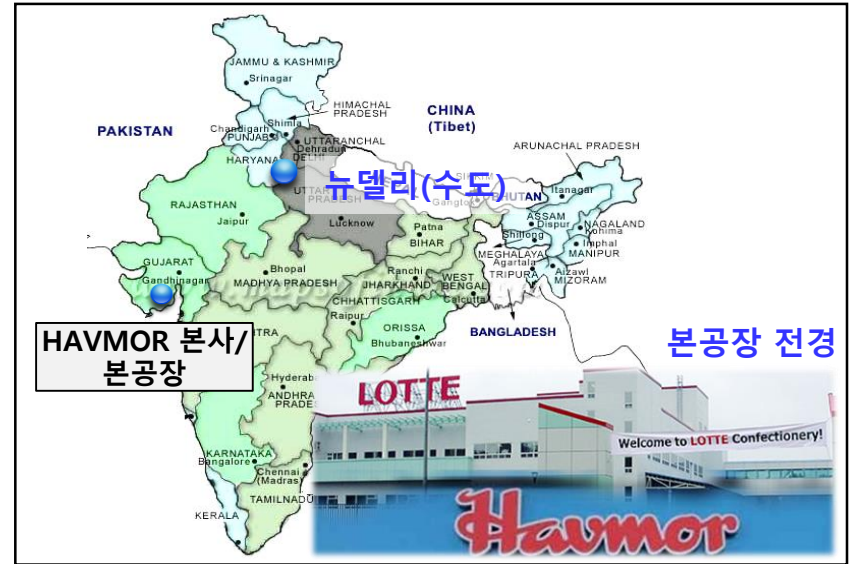 JAMMU & KASHMIR
Srinagar
HIMACHAL
PRADESH
CHINA
(Tibet)
PAKISTAN
Shimla
Chandigarh
PUNJAB
UTTARANCHAL
Dehradun
DELHI
HARYANA
ARUNACHAL PRADESH
뉴델리(수도)
UTTAR
PRADESH
Gangtok
BHUTAN
Itanagar
RAJASTHAN
Jaipur
Lucknow
Patna
BIHAR
ASSAM
Dispur
NAGALAND
Kohima
Shillong
Imphal
MANIPUR
MEGHALAYA
Agartala
TRIPURA
Aizawl
MIZORAM
GUJARAT
Gandhinagar
Bhopal
MADHYA PRADESH
Ranchi
JHARKHAND
WEST
BENGAL
Calcutta
CHHATTISGARH
Raipur
ORISSA
Bhubaneshwar
BANGLADESH
HAVMOR 본사/
본공장
본공장 전경
Hyderabad
ANDHRA
PRADE
LOTTE
Welcome to LOTTE Confectionery!
Havmor
KARNATAKA
Bangalore
Chennai
(Madras)
TAMILNADU
KERALA